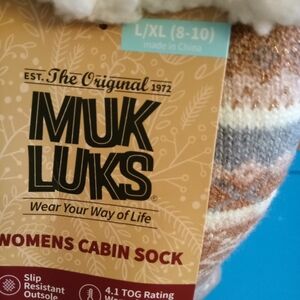 L/XL (8-10)
made in China
EST. The Original 1972
MUK
LUKS
Wear Your Way of Life
WOMENS CABIN SOCK
Slip
Resistant
Outsole
4.1 TOG Rating